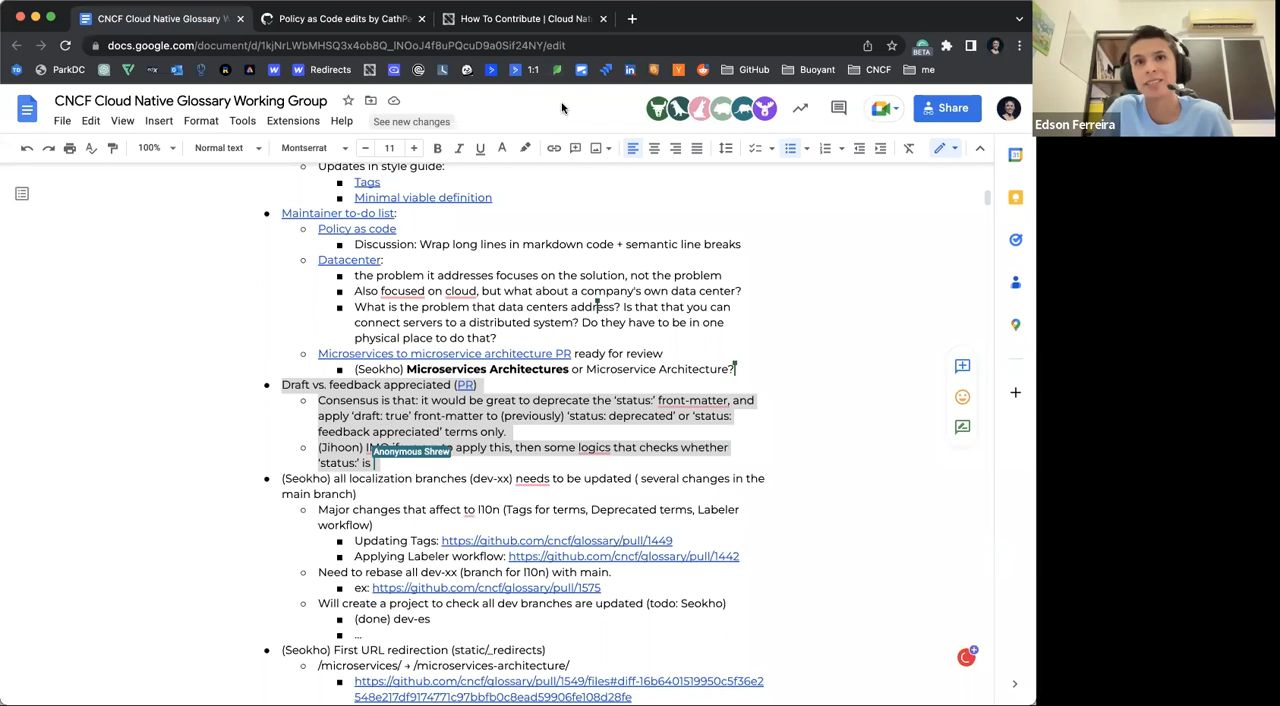 CNCF Cloud Native Glossary W
Policy as Code edits by CathPa
How To Contribute | Cloud Nat
docs.google.com/document/d/1kjNrLWbMHSQ3x4ob8Q_lNOoJ4f8uPQcuD9a0Sif24NY/edit
BETA
ParkDC
Redirects
1:1
GitHub
Buoyant
CNCF
me
Edson Ferreira
CNCF Cloud Native Glossary Working Group
Share
File Edit View Insert Format Tools Extensions Help See new changes
100% Normal text Montserrat 11
Updates in style guide:
Tags
Minimal viable definition
Maintainer to-do list:
Policy as code
Discussion: Wrap long lines in markdown code + semantic line breaks
Datacenter:
the problem it addresses focuses on the solution, not the problem
Also focused on cloud, but what about a company's own data center?
What is the problem that data centers address? Is that that you can
connect servers to a distributed system? Do they have to be in one
physical place to do that?
Microservices to microservice architecture PR ready for review
(Seokho) Microservices Architectures or Microservice Architecture?
Draft vs. feedback appreciated (PR)
Consensus is that: it would be great to deprecate the 'status:' front-matter, and
apply 'draft: true' front-matter to (previously) 'status: deprecated' or 'status:
feedback appreciated' terms only.
(Jihoon) IMO if apply this, then some logics that checks whether
Anonymous Shrew
'status:' is
(Seokho) all localization branches (dev-xx) needs to be updated ( several changes in the
main branch)
Major changes that affect to l10n (Tags for terms, Deprecated terms, Labeler
workflow)
Updating Tags: https://github.com/cncf/glossary/pull/1449
Applying Labeler workflow: https://github.com/cncf/glossary/pull/1442
Need to rebase all dev-xx (branch for l10n) with main.
ex: https://github.com/cncf/glossary/pull/1575
Will create a project to check all dev branches are updated (todo: Seokho)
(done) dev-es
...
(Seokho) First URL redirection (static/_redirects)
/microservices/ → /microservices-architecture/
https://github.com/cncf/glossary/pull/1549/files#diff-16b6401519950c5f36e2
548e217df9174771c97bbfb0c8ead59906fe108d28fe